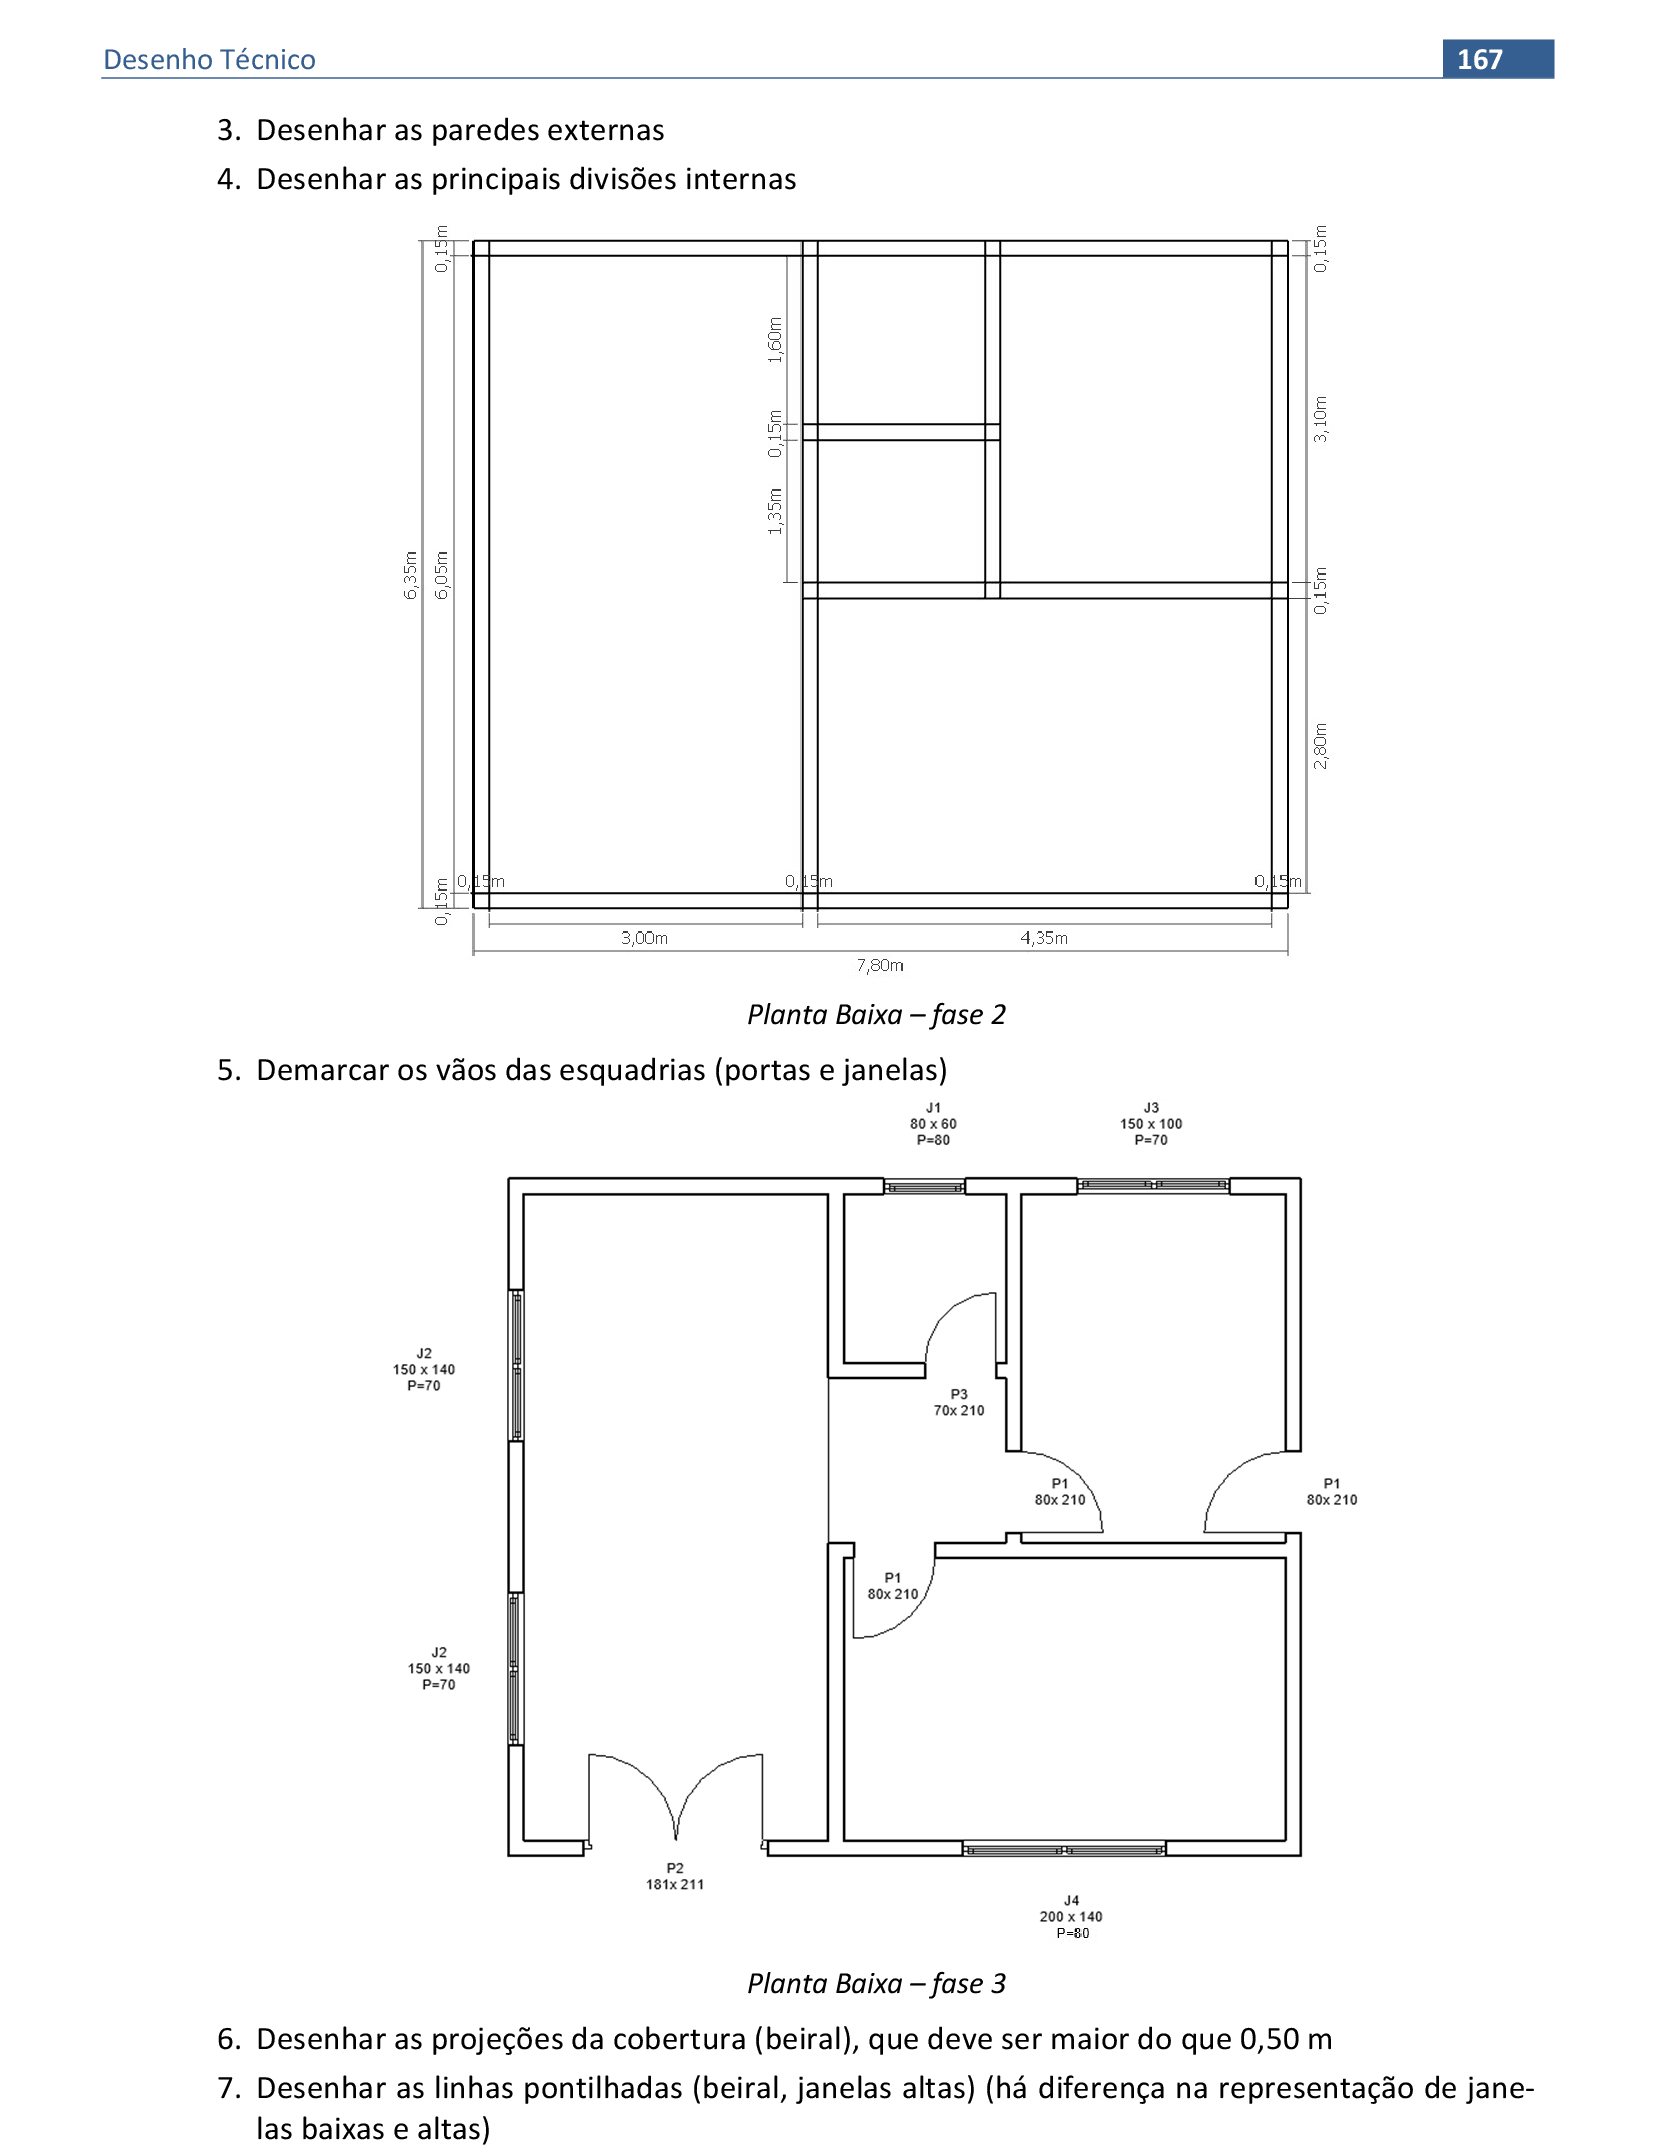 Desenho Técnico 167
3. Desenhar as paredes externas
4. Desenhar as principais divisões internas
0,15m
0,15m
1,60m
0,15m
3,10m
1,35m
6,35m
6,05m
0,15m
2,80m
0,15m
0,15m
0,15m
0,15m
3,00m
4,35m
7,80m
Planta Baixa – fase 2
5. Demarcar os vãos das esquadrias (portas e janelas)
J1
80 x 60
P=80
J3
150 x 100
P=70
J2
150 x 140
P=70
P3
70x 210
P1
80x 210
P1
80x 210
P1
80x 210
J2
150 x 140
P=70
P2
181x 211
J4
200 x 140
P=80
Planta Baixa – fase 3
6. Desenhar as projeções da cobertura (beiral), que deve ser maior do que 0,50 m
7. Desenhar as linhas pontilhadas (beiral, janelas altas) (há diferença na representação de jane-
las baixas e altas)